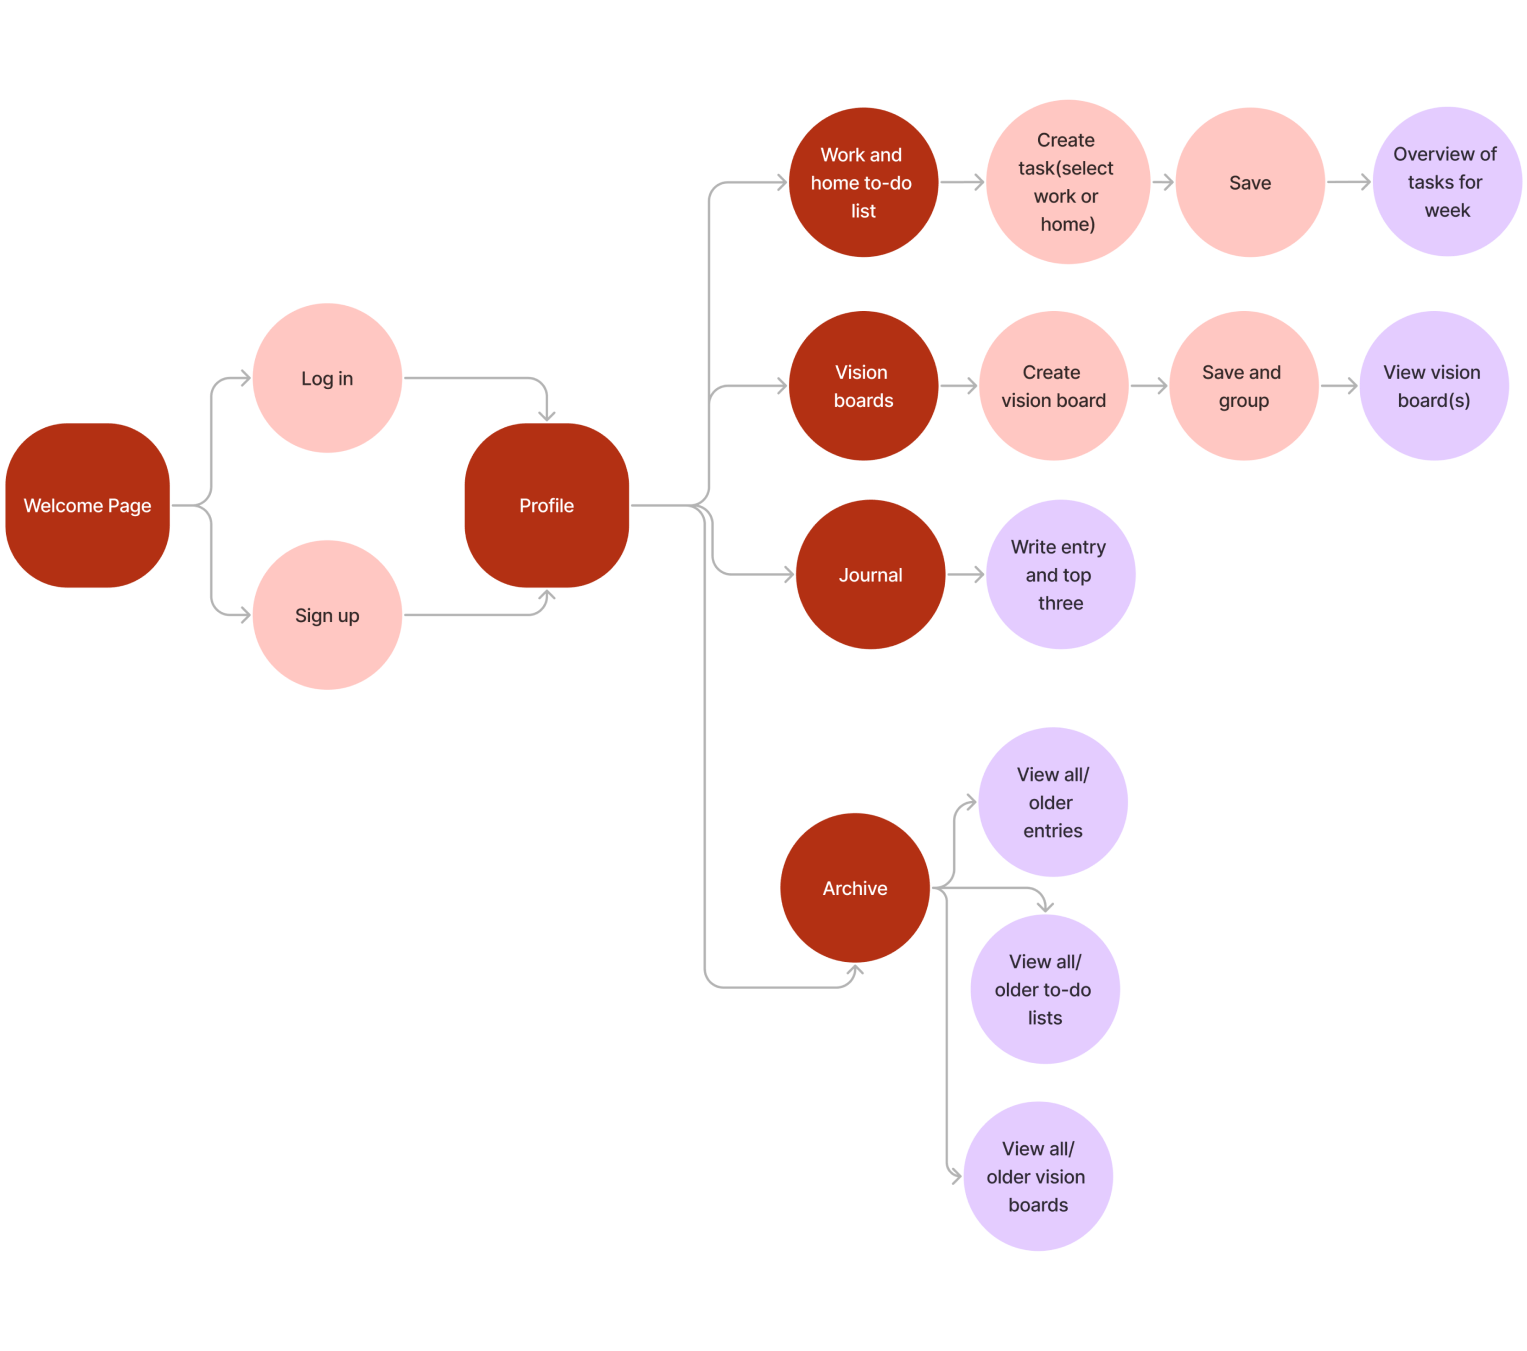 Welcome Page
Log in
Sign up
Profile
Work and
home to-do
list
Create
task(select
work or
home)
Save
Overview of
tasks for
week
Vision
boards
Create
vision board
Save and
group
View vision
board(s)
Journal
Write entry
and top
three
Archive
View all/
older
entries
View all/
older to-do
lists
View all/
older vision
boards